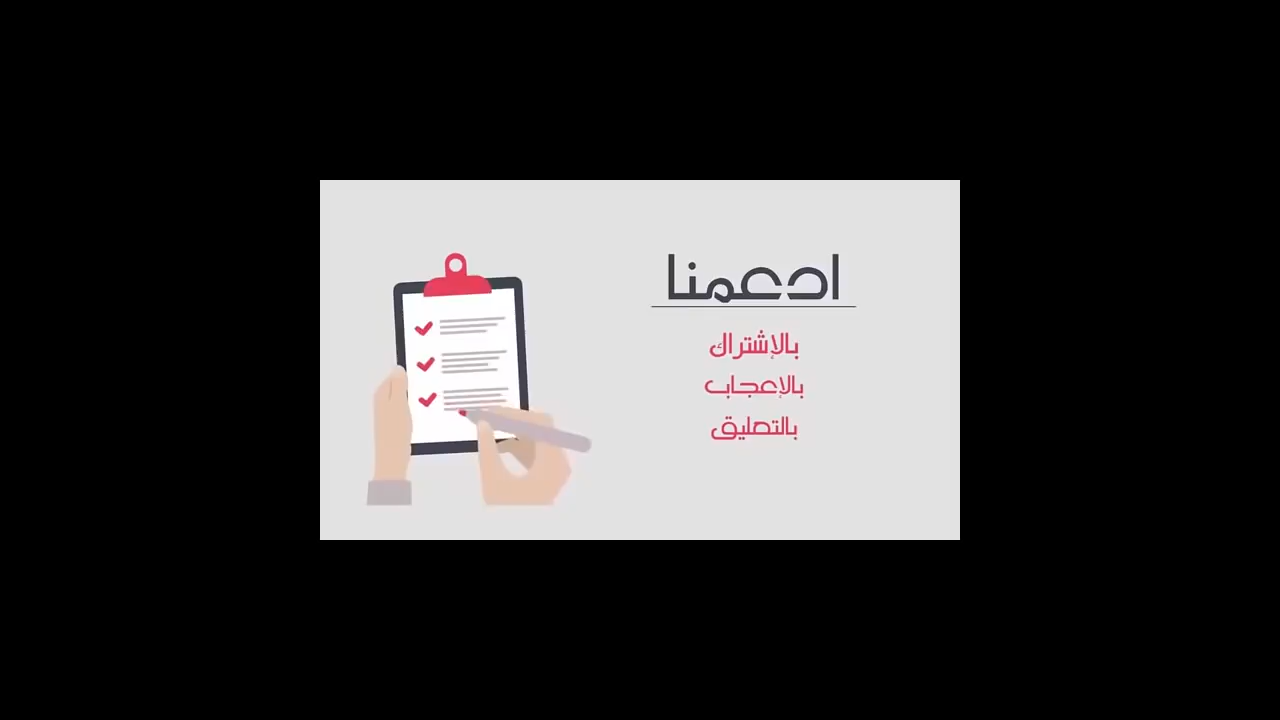 ادعمنا
بالإشتراك
بالإعجاب
بالتعليق